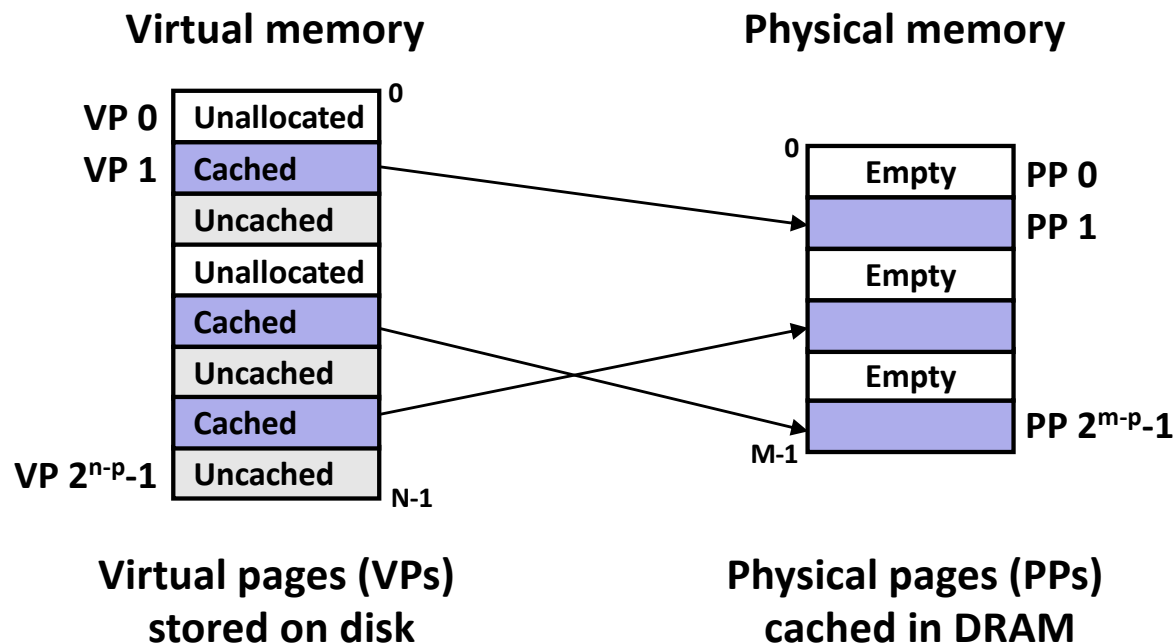 Virtual memory
Physical memory
0
VP 0 Unallocated
VP 1 Cached
Uncached
Unallocated
Cached
Uncached
Cached
VP 2ⁿ⁻ᵖ-1 Uncached
N-1
0
Empty PP 0
PP 1
Empty
Empty
PP 2ᵐ⁻ᵖ-1
M-1
Virtual pages (VPs)
stored on disk
Physical pages (PPs)
cached in DRAM